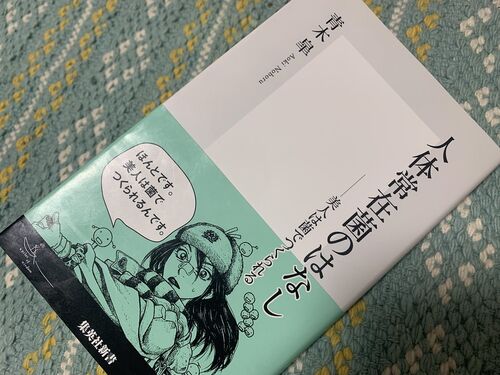 青木皐
Aoki Noboru
人体常在菌のはなし
――美人は菌でつくられる
ほんとです。
美人は菌で
つくられるんです。
集英社新書